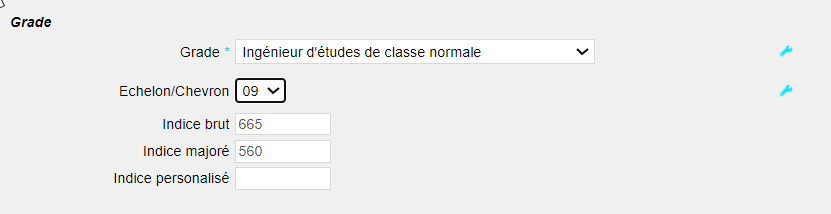 Grade
Grade * Ingénieur d'études de classe normale
Echelon/Chevron 09
Indice brut 665
Indice majoré 560
Indice personalisé